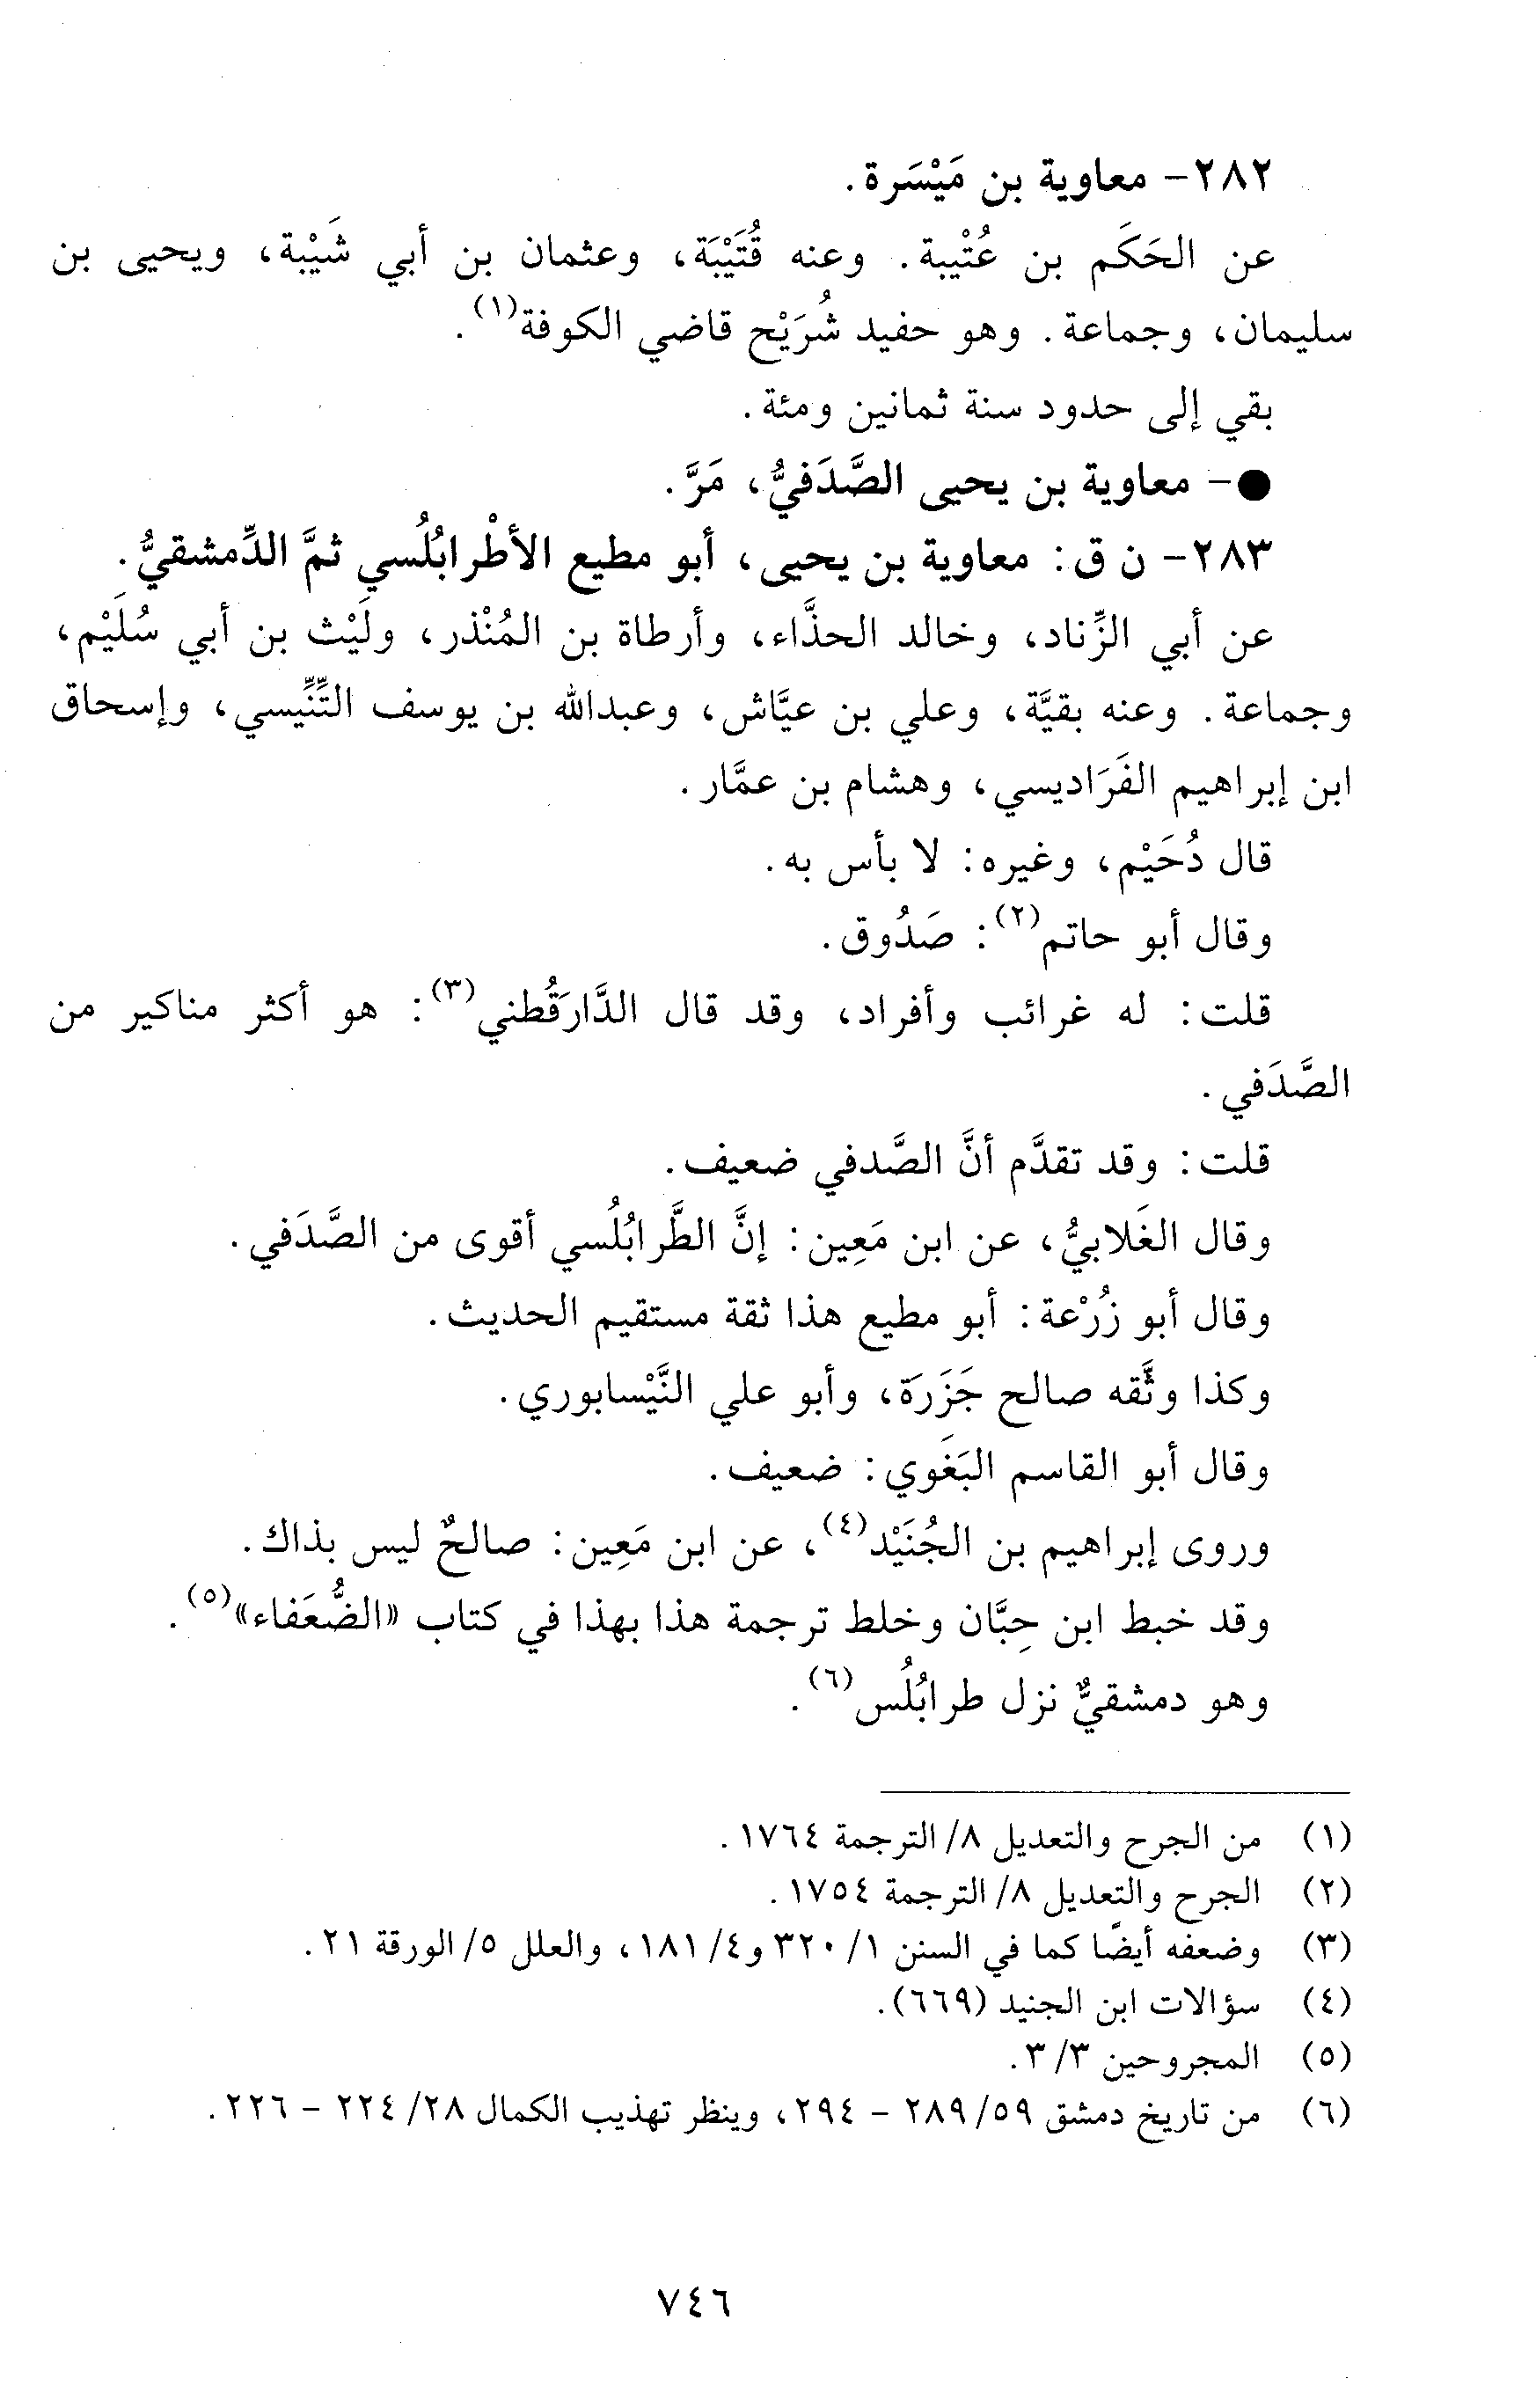 ٢٨٢- معاوية بن مَيْسَرة.
عن الحَكَم بن عُتْيبة. وعنه قُتَيْبَة، وعثمان بن أبي شَيْبة، ويحيى بن
سليمان، وجماعة. وهو حفيد شُرَيْح قاضي الكوفة(١).
بقي إلى حدود سنة ثمانين ومئة.
●- معاوية بن يحيى الصَّدَفيُّ، مَرَّ.
٢٨٣- ن ق: معاوية بن يحيى، أبو مطيع الأطْرابُلُسي ثمَّ الدِّمشقيُّ.
عن أبي الزِّناد، وخالد الحذَّاء، وأرطاة بن المُنْذر، ولَيْث بن أبي سُلَيْم،
وجماعة. وعنه بقيَّة، وعلي بن عيَّاش، وعبدالله بن يوسف التِّنِّيسي، وإسحاق
ابن إبراهيم الفَرَاديسي، وهشام بن عمَّار.
قال دُحَيْم، وغيره: لا بأس به.
وقال أبو حاتم(٢): صَدُوق.
قلت: له غرائب وأفراد، وقد قال الدَّارَقُطني(٣): هو أكثر مناكير من
الصَّدَفي.
قلت: وقد تقدَّم أنَّ الصَّدفي ضعيف.
وقال الغَلابيُّ، عن ابن مَعِين: إنَّ الطَّرابُلُسي أقوى من الصَّدَفي.
وقال أبو زُرْعة: أبو مطيع هذا ثقة مستقيم الحديث.
وكذا وثَّقه صالح جَزَرَة، وأبو علي النَّيْسابوري.
وقال أبو القاسم البَغَوي: ضعيف.
وروى إبراهيم بن الجُنَيْد(٤)، عن ابن مَعِين: صالحٌ ليس بذاك.
وقد خبط ابن حِبَّان وخلط ترجمة هذا بهذا في كتاب «الضُّعَفاء»(٥).
وهو دمشقيٌّ نزل طرابُلُس(٦).
(١) من الجرح والتعديل ٨/ الترجمة ١٧٦٤.
(٢) الجرح والتعديل ٨/ الترجمة ١٧٥٤.
(٣) وضعفه أيضًا كما في السنن ١/ ٣٢٠ و٤/ ١٨١، والعلل ٥/ الورقة ٢١.
(٤) سؤالات ابن الجنيد (٦٦٩).
(٥) المجروحين ٣/ ٣.
(٦) من تاريخ دمشق ٥٩/ ٢٨٩ - ٢٩٤، وينظر تهذيب الكمال ٢٨/ ٢٢٤ - ٢٢٦.
٧٤٦